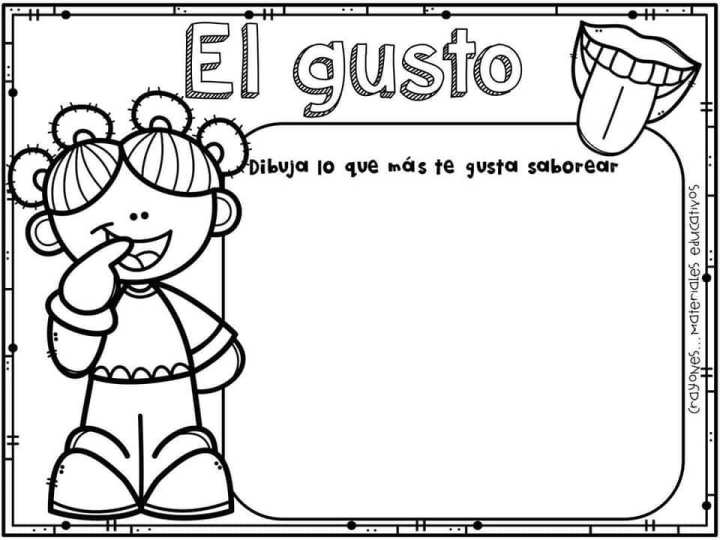 El gusto
Dibuja lo que más te gusta saborear
Crayones... Materiales educativos